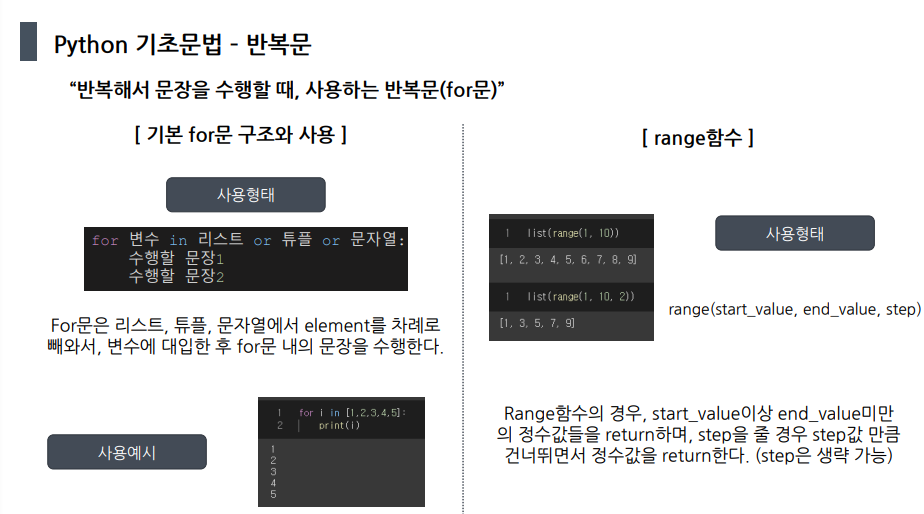 Python 기초문법 - 반복문
“반복해서 문장을 수행할 때, 사용하는 반복문(for문)”
[ 기본 for문 구조와 사용 ]
사용형태
for 변수 in 리스트 or 튜플 or 문자열:
수행할 문장1
수행할 문장2
For문은 리스트, 튜플, 문자열에서 element를 차례로
빼와서, 변수에 대입한 후 for문 내의 문장을 수행한다.
사용예시
1 for i in [1,2,3,4,5]:
2 print(i)
1
2
3
4
5
[ range함수 ]
1 list(range(1, 10))
[1, 2, 3, 4, 5, 6, 7, 8, 9]
1 list(range(1, 10, 2))
[1, 3, 5, 7, 9]
사용형태
range(start_value, end_value, step)
Range함수의 경우, start_value이상 end_value미만
의 정수값들을 return하며, step을 줄 경우 step값 만큼
건너뛰면서 정수값을 return한다. (step은 생략 가능)